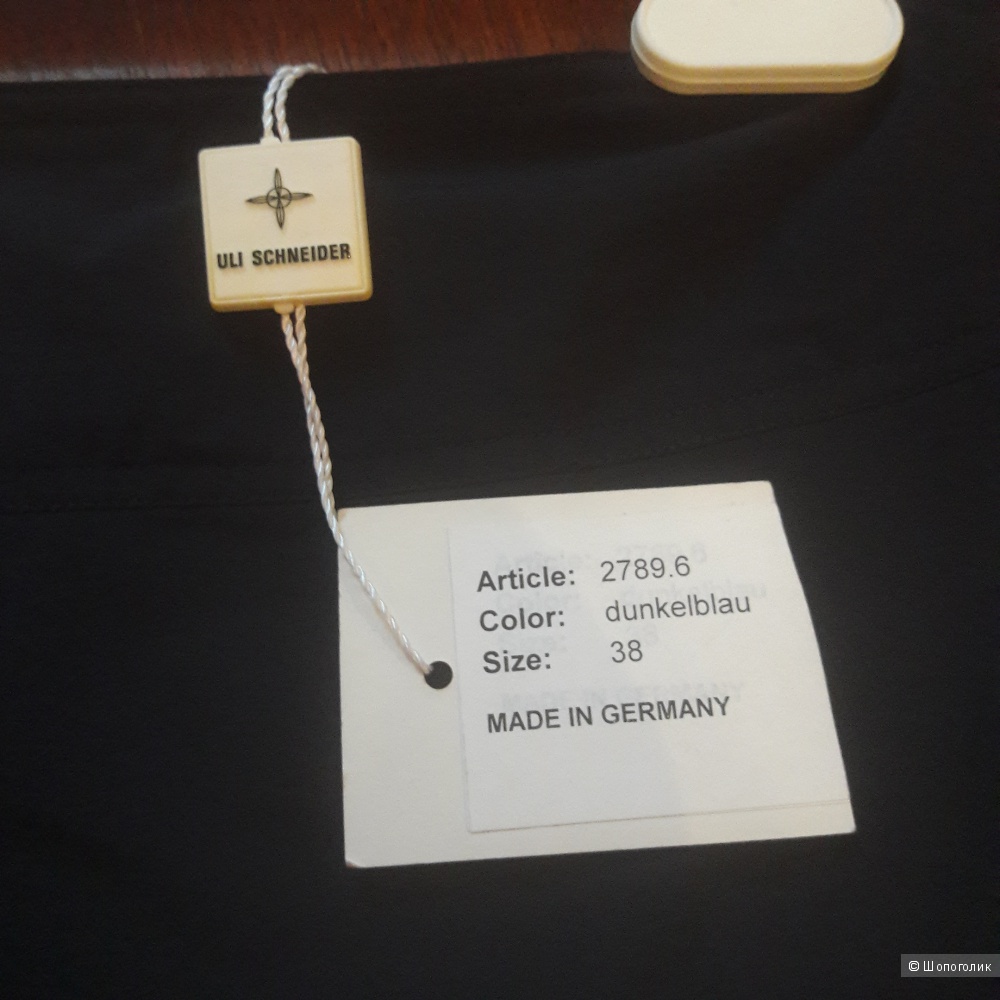 ULI SCHNEIDER
Article: 2789.6
Color: dunkelblau
Size: 38
MADE IN GERMANY
© Шопоголик